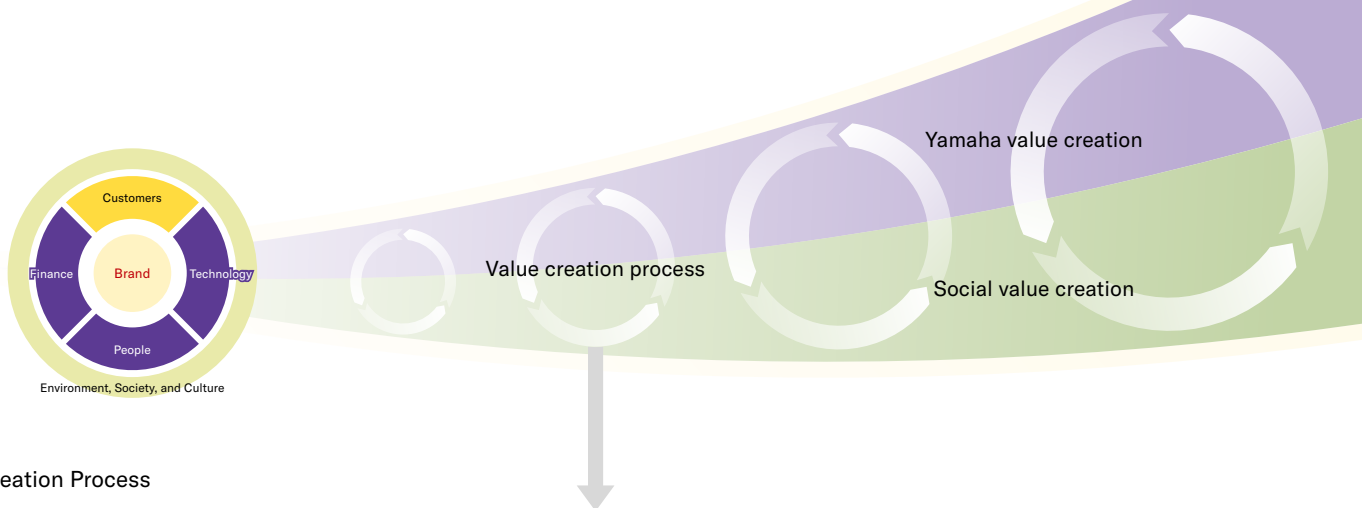 Customers
Finance
Brand
Technology
People
Environment, Society, and Culture
Yamaha value creation
Value creation process
Social value creation
eation Process